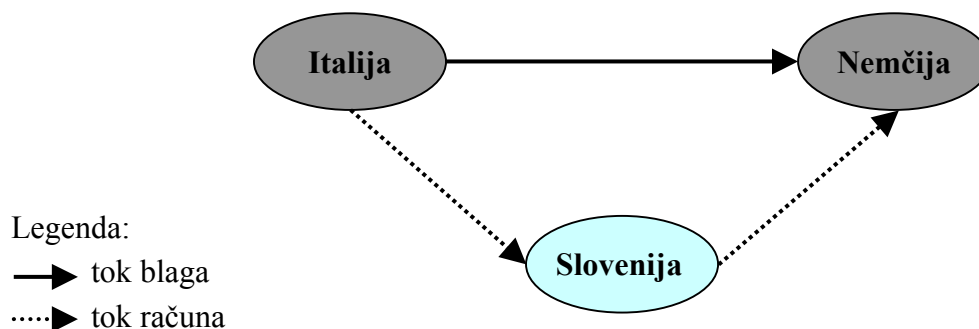 Italija
Nemčija
Slovenija
Legenda:
tok blaga
tok računa